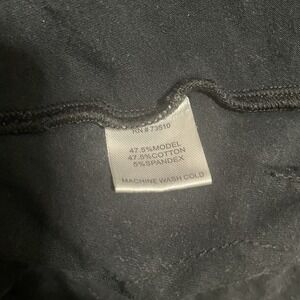 RN # 73510
47.5%MODEL
47.5%COTTON
5%SPANDEX
MACHINE WASH COLD